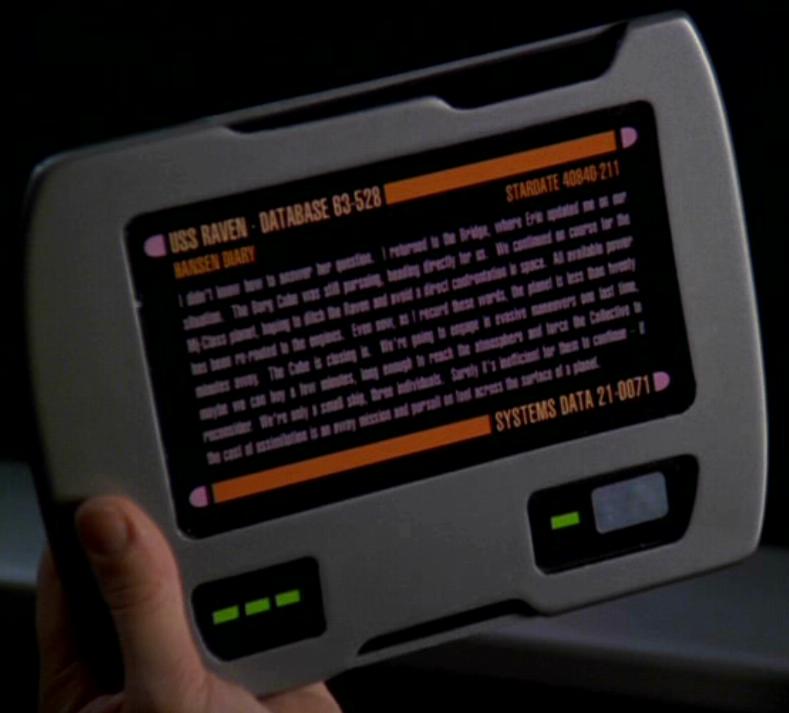 USS RAVEN - DATABASE 63-528
STARDATE 40840-211
HANSEN DIARY
I didn't know how to answer her question. I returned to the Bridge, where Erin updated me on our
situation. The Borg Cube was still pursuing, heading directly for us. We continued on course for the
Class planet, hoping to ditch the Raven and avoid a direct confrontation in space. All available power
has been re-routed to the engines. Even now, as I record these words, the planet is less than twenty
minutes away. The Cube is closing in. We're going to engage in evasive maneuvers one last time,
maybe we can buy a few minutes, long enough to reach the atmosphere and force the Collective to
reconsider. We're only a small ship, three individuals. Surely it's inefficient for them to continue - if
the cost of assimilation is an away mission and pursuit on foot across the surface of a planet.
SYSTEMS DATA 21-0071